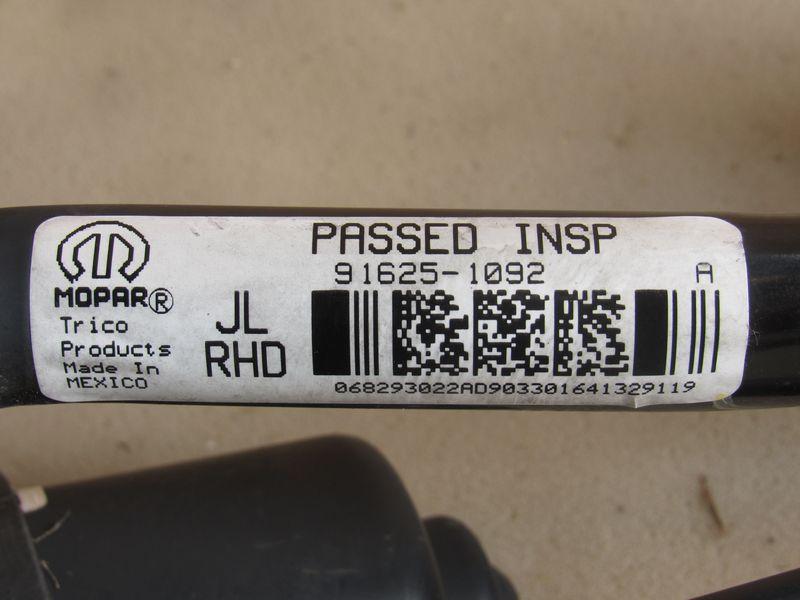 PASSED INSP
91625-1092 A
MOPAR®
Trico
Products
Made In
MEXICO
JL
RHD
068293022AD903301641329119